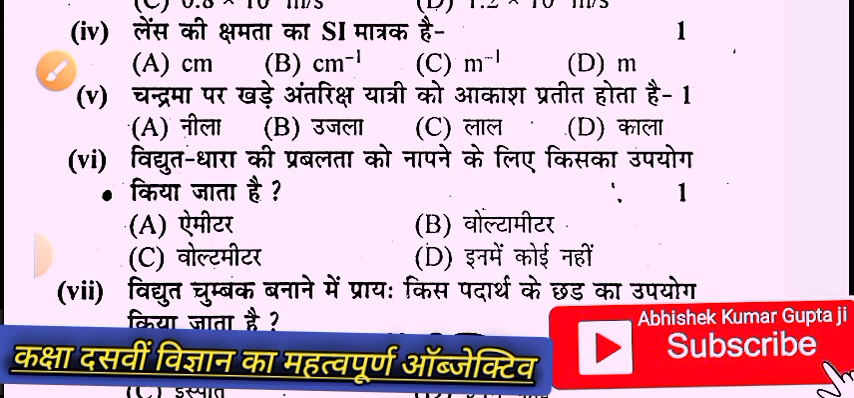 (iv) लेंस की क्षमता का SI मात्रक है- 1
(A) cm (B) cm⁻¹ (C) m⁻¹ (D) m
(v) चन्द्रमा पर खड़े अंतरिक्ष यात्री को आकाश प्रतीत होता है- 1
(A) नीला (B) उजला (C) लाल (D) काला
(vi) विद्युत-धारा की प्रबलता को नापने के लिए किसका उपयोग
किया जाता है ? 1
(A) ऐमीटर (B) वोल्टामीटर
(C) वोल्टमीटर (D) इनमें कोई नहीं
(vii) विद्युत चुम्बक बनाने में प्रायः किस पदार्थ के छड़ का उपयोग
किया जाता है ?
Abhishek Kumar Gupta ji
Subscribe
कक्षा दसवीं विज्ञान का महत्वपूर्ण ऑब्जेक्टिव
(C) इस्पात